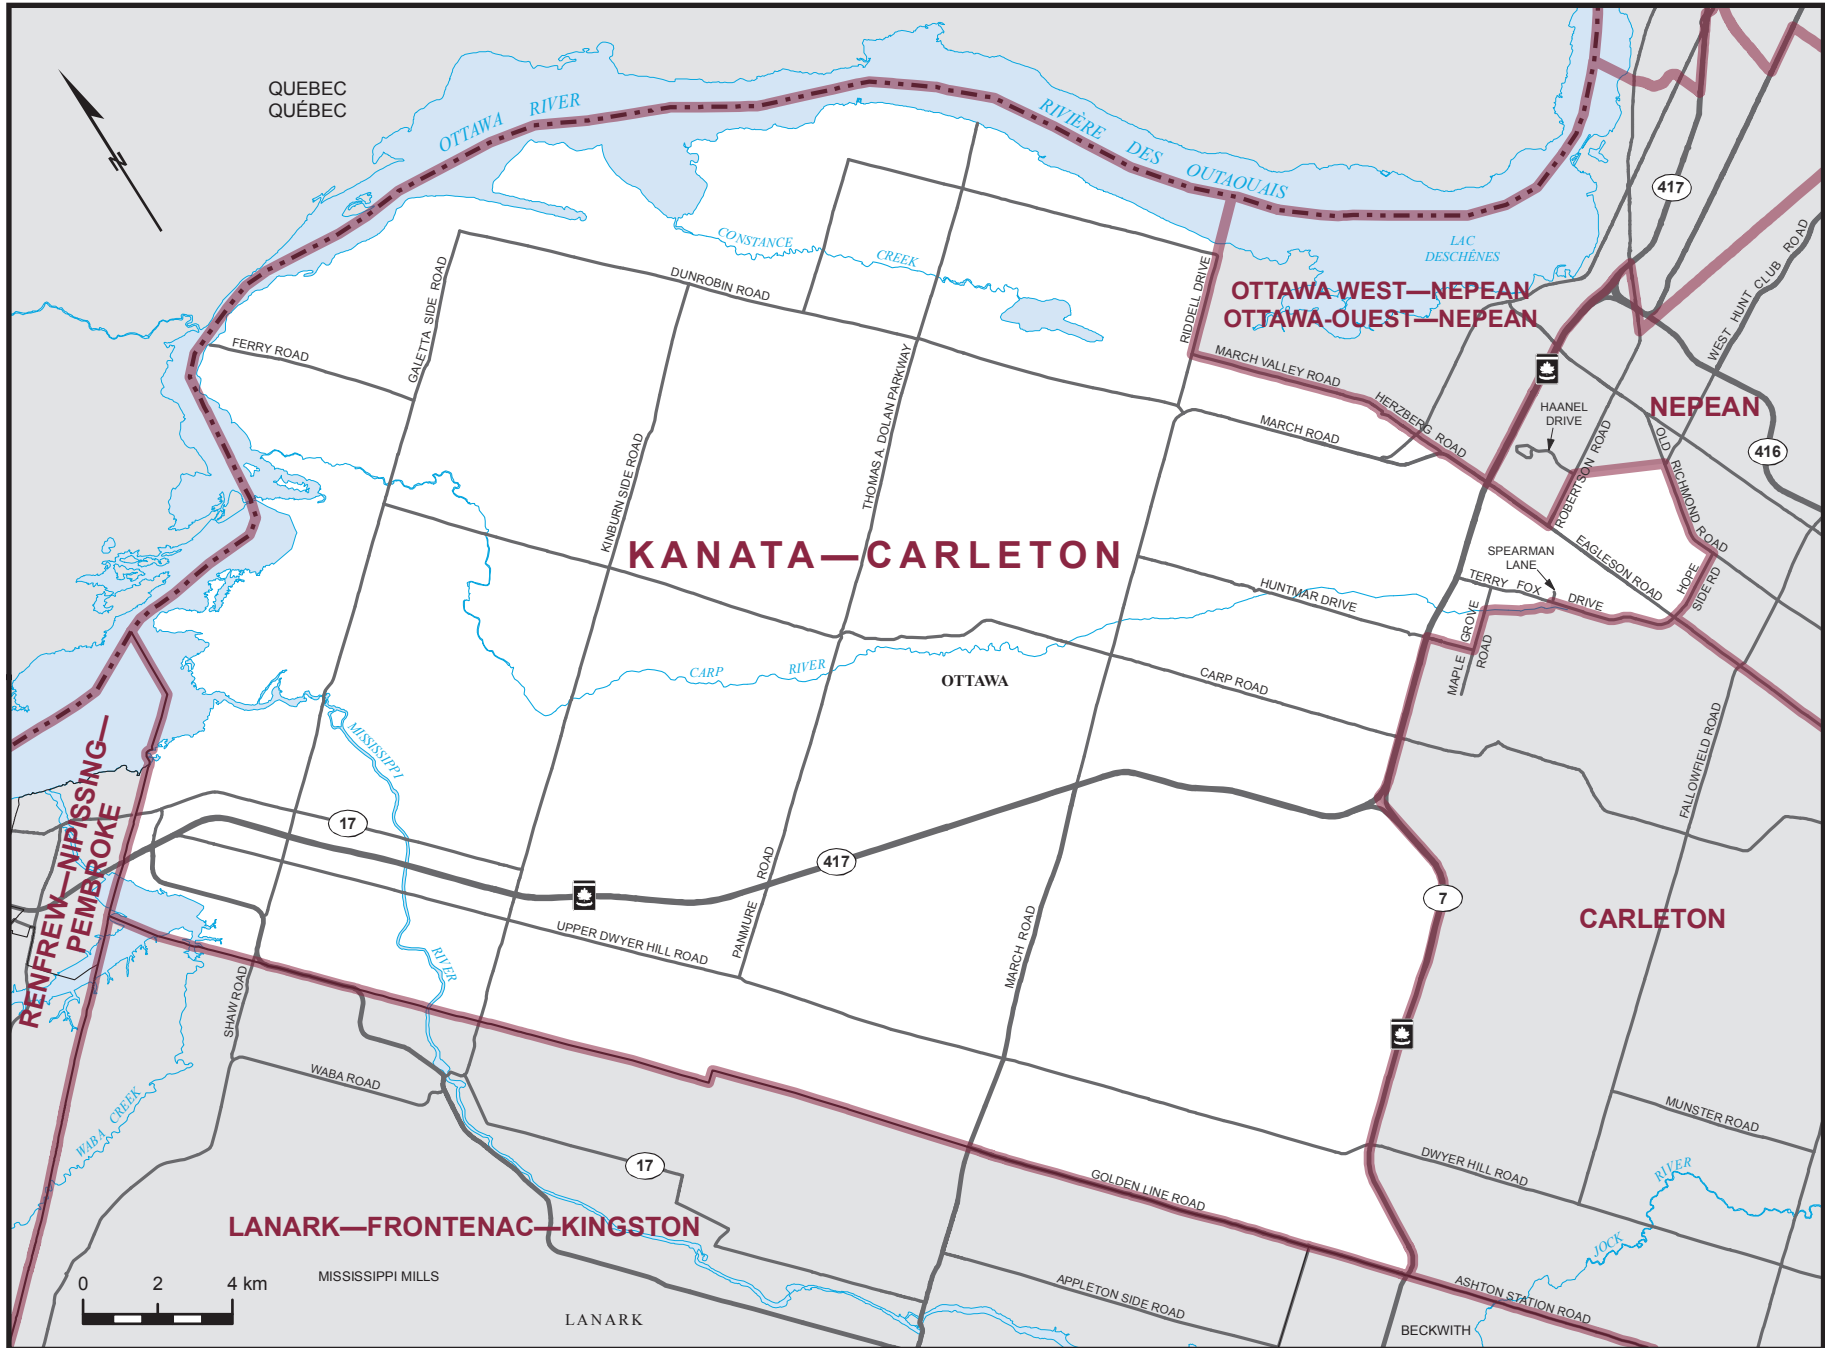 QUEBEC
QUÉBEC
OTTAWA RIVER
RIVIÈRE DES OUTAOUAIS
417
CONSTANCE CREEK
LAC
DESCHÊNES
WEST HUNT CLUB ROAD
DUNROBIN ROAD
GALETTA SIDE ROAD
RIDDELL DRIVE
OTTAWA WEST—NEPEAN
OTTAWA-OUEST—NEPEAN
FERRY ROAD
MARCH VALLEY ROAD
THOMAS A. DOLAN PARKWAY
HERZBERG ROAD
HAANEL
DRIVE
NEPEAN
MARCH ROAD
KINBURN SIDE ROAD
ROBERTSON ROAD
OLD RICHMOND ROAD
416
KANATA—CARLETON
SPEARMAN
LANE
EAGLESON ROAD
HUNTMAR DRIVE
TERRY FOX DRIVE
HOPE
SIDE RD
MAPLE GROVE
ROAD
CARP RIVER
OTTAWA
CARP ROAD
MISSISSIPPI
RIVER
FALLOWFIELD ROAD
RENFREW—NIPISSING—
PEMBROKE
17
417
PANMURE ROAD
7
CARLETON
UPPER DWYER HILL ROAD
MARCH ROAD
SHAW ROAD
WABA ROAD
WABA CREEK
MUNSTER ROAD
17
DWYER HILL ROAD
RIVER
JOCK
GOLDEN LINE ROAD
LANARK—FRONTENAC—KINGSTON
0 2 4 km
MISSISSIPPI MILLS
APPLETON SIDE ROAD
ASHTON STATION ROAD
LANARK
BECKWITH